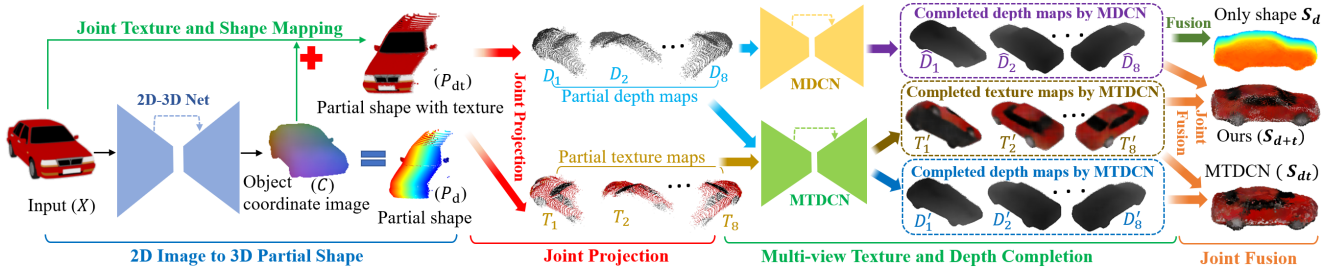 Joint Texture and Shape Mapping
2D-3D Net
Input (X)
Object
coordinate image
(C)
(P_dt)
Partial shape with texture
(P_d)
Partial shape
Joint Projection
D_1 D_2 D_8
Partial depth maps
Partial texture maps
T_1 T_2 T_8
MDCN
MTDCN
Completed depth maps by MDCN
D̂_1 D̂_2 D̂_8
Completed texture maps by MTDCN
T′_1 T′_2 T′_8
Completed depth maps by MTDCN
D′_1 D′_2 D′_8
Fusion
Only shape S_d
Joint
Fusion
Ours (S_d+t)
MTDCN ( S_dt)
2D Image to 3D Partial Shape
Joint Projection
Multi-view Texture and Depth Completion
Joint Fusion